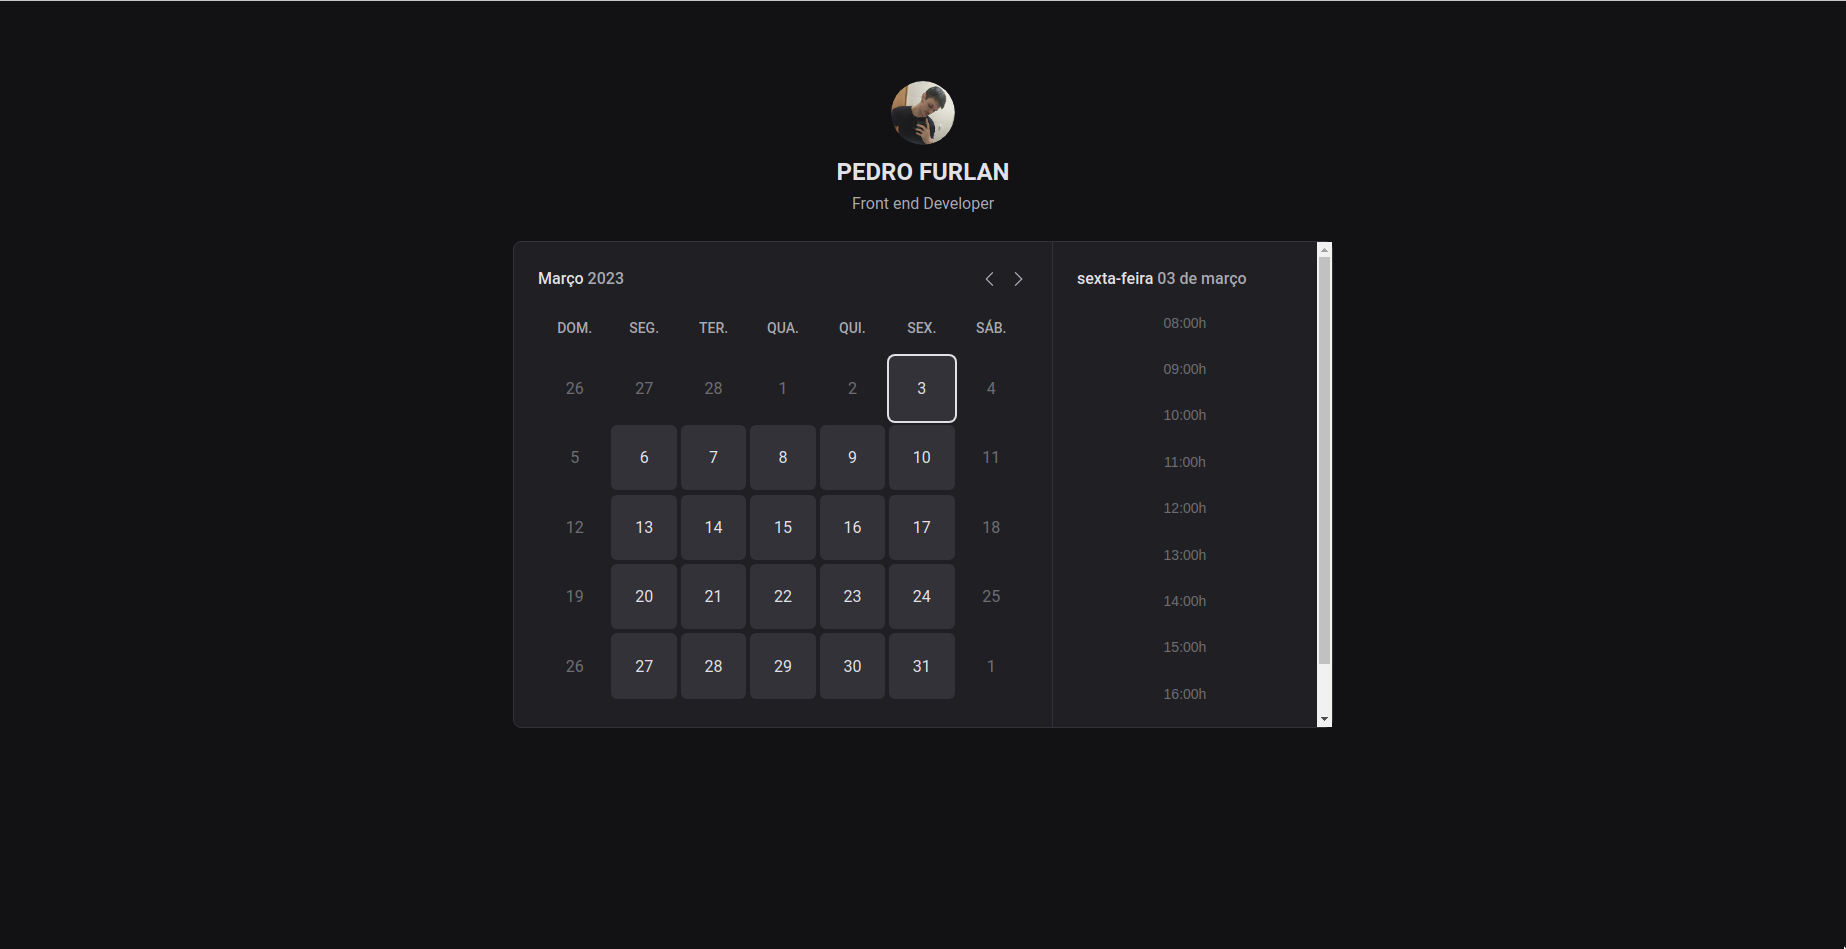 PEDRO FURLAN
Front end Developer
Março 2023
DOM. SEG. TER. QUA. QUI. SEX. SÁB.
26 27 28 1 2 3 4
5 6 7 8 9 10 11
12 13 14 15 16 17 18
19 20 21 22 23 24 25
26 27 28 29 30 31 1
sexta-feira 03 de março
08:00h
09:00h
10:00h
11:00h
12:00h
13:00h
14:00h
15:00h
16:00h